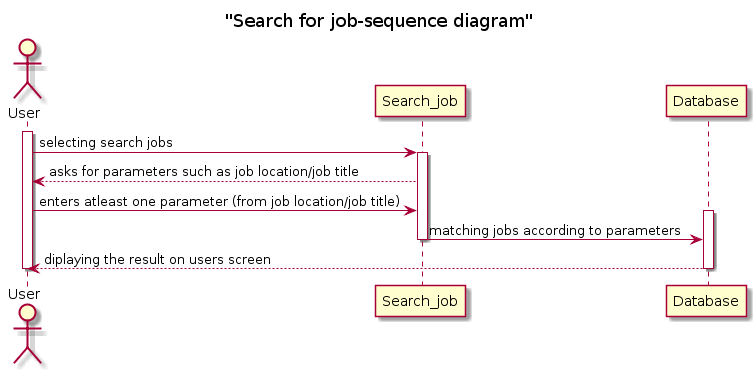 "Search for job-sequence diagram"
User
Search_job
Database
selecting search jobs
asks for parameters such as job location/job title
enters atleast one parameter (from job location/job title)
matching jobs according to parameters
diplaying the result on users screen
User
Search_job
Database